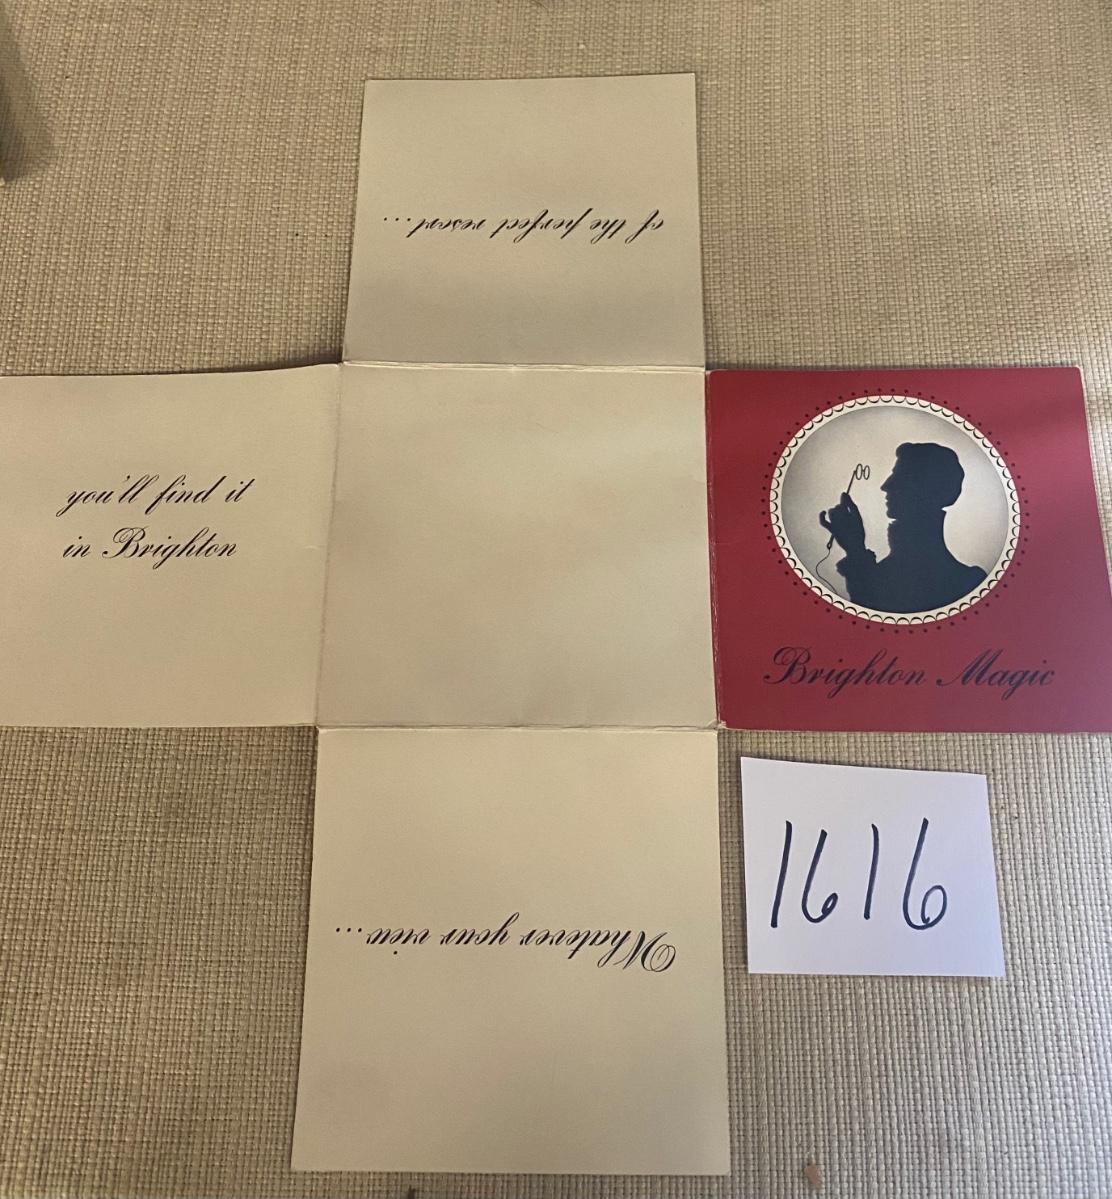 of the perfect resort...
you'll find it
in Brighton
Brighton Magic
1616
Whatever your view...